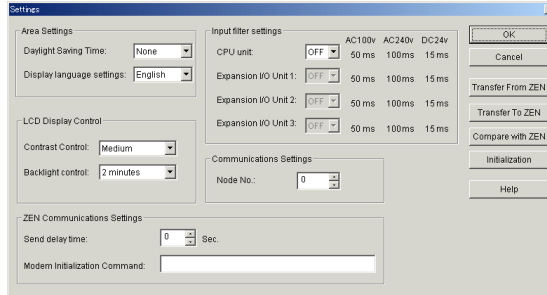 Settings
Area Settings
Daylight Saving Time: None
Display language settings: English
LCD Display Control
Contrast Control: Medium
Backlight control: 2 minutes
Input filter settings
AC100v AC240v DC24v
CPU unit: OFF 50 ms 100ms 15 ms
Expansion I/O Unit 1: OFF 50 ms 100ms 15 ms
Expansion I/O Unit 2: OFF 50 ms 100ms 15 ms
Expansion I/O Unit 3: OFF 50 ms 100ms 15 ms
Communications Settings
Node No.: 0
ZEN Communications Settings
Send delay time: 0 Sec.
Modem Initialization Command:
OK
Cancel
Transfer From ZEN
Transfer To ZEN
Compare with ZEN
Initialization
Help